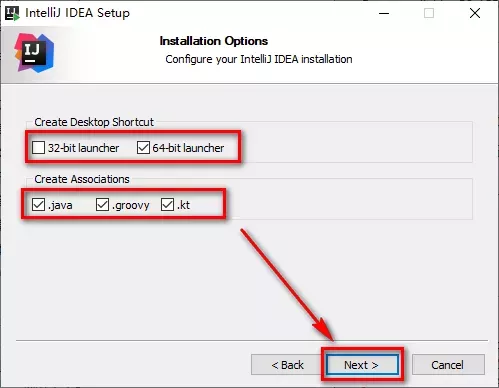 IntelliJ IDEA Setup
IJ
Installation Options
Configure your IntelliJ IDEA installation
Create Desktop Shortcut
32-bit launcher 64-bit launcher
Create Associations
.java .groovy .kt
< Back Next > Cancel